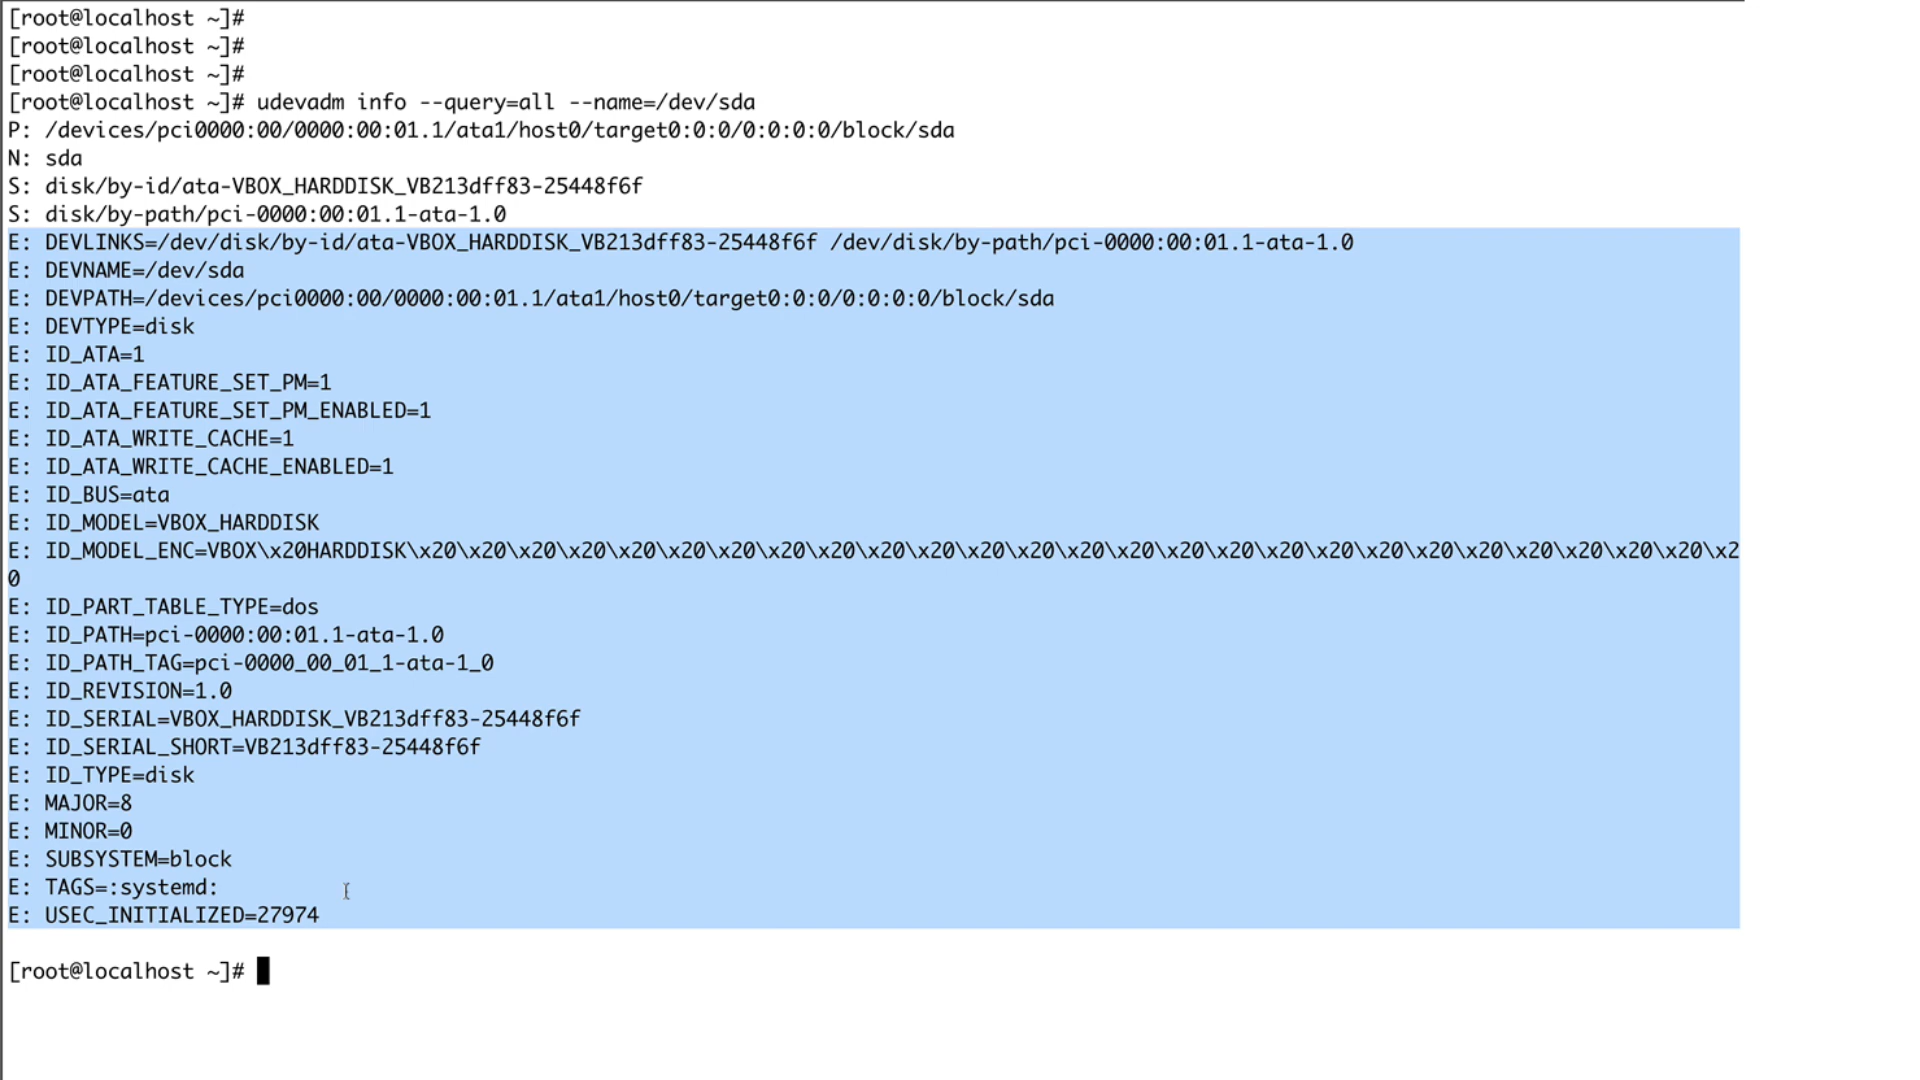 [root@localhost ~]#
[root@localhost ~]#
[root@localhost ~]#
[root@localhost ~]# udevadm info --query=all --name=/dev/sda
P: /devices/pci0000:00/0000:00:01.1/ata1/host0/target0:0:0/0:0:0:0/block/sda
N: sda
S: disk/by-id/ata-VBOX_HARDDISK_VB213dff83-25448f6f
S: disk/by-path/pci-0000:00:01.1-ata-1.0
E: DEVLINKS=/dev/disk/by-id/ata-VBOX_HARDDISK_VB213dff83-25448f6f /dev/disk/by-path/pci-0000:00:01.1-ata-1.0
E: DEVNAME=/dev/sda
E: DEVPATH=/devices/pci0000:00/0000:00:01.1/ata1/host0/target0:0:0/0:0:0:0/block/sda
E: DEVTYPE=disk
E: ID_ATA=1
E: ID_ATA_FEATURE_SET_PM=1
E: ID_ATA_FEATURE_SET_PM_ENABLED=1
E: ID_ATA_WRITE_CACHE=1
E: ID_ATA_WRITE_CACHE_ENABLED=1
E: ID_BUS=ata
E: ID_MODEL=VBOX_HARDDISK
E: ID_MODEL_ENC=VBOX\x20HARDDISK\x20\x20\x20\x20\x20\x20\x20\x20\x20\x20\x20\x20\x20\x20\x20\x20\x20\x20\x20\x20\x20\x20\x20\x20\x20\x20\x2
0
E: ID_PART_TABLE_TYPE=dos
E: ID_PATH=pci-0000:00:01.1-ata-1.0
E: ID_PATH_TAG=pci-0000_00_01_1-ata-1_0
E: ID_REVISION=1.0
E: ID_SERIAL=VBOX_HARDDISK_VB213dff83-25448f6f
E: ID_SERIAL_SHORT=VB213dff83-25448f6f
E: ID_TYPE=disk
E: MAJOR=8
E: MINOR=0
E: SUBSYSTEM=block
E: TAGS=:systemd:
E: USEC_INITIALIZED=27974
[root@localhost ~]#